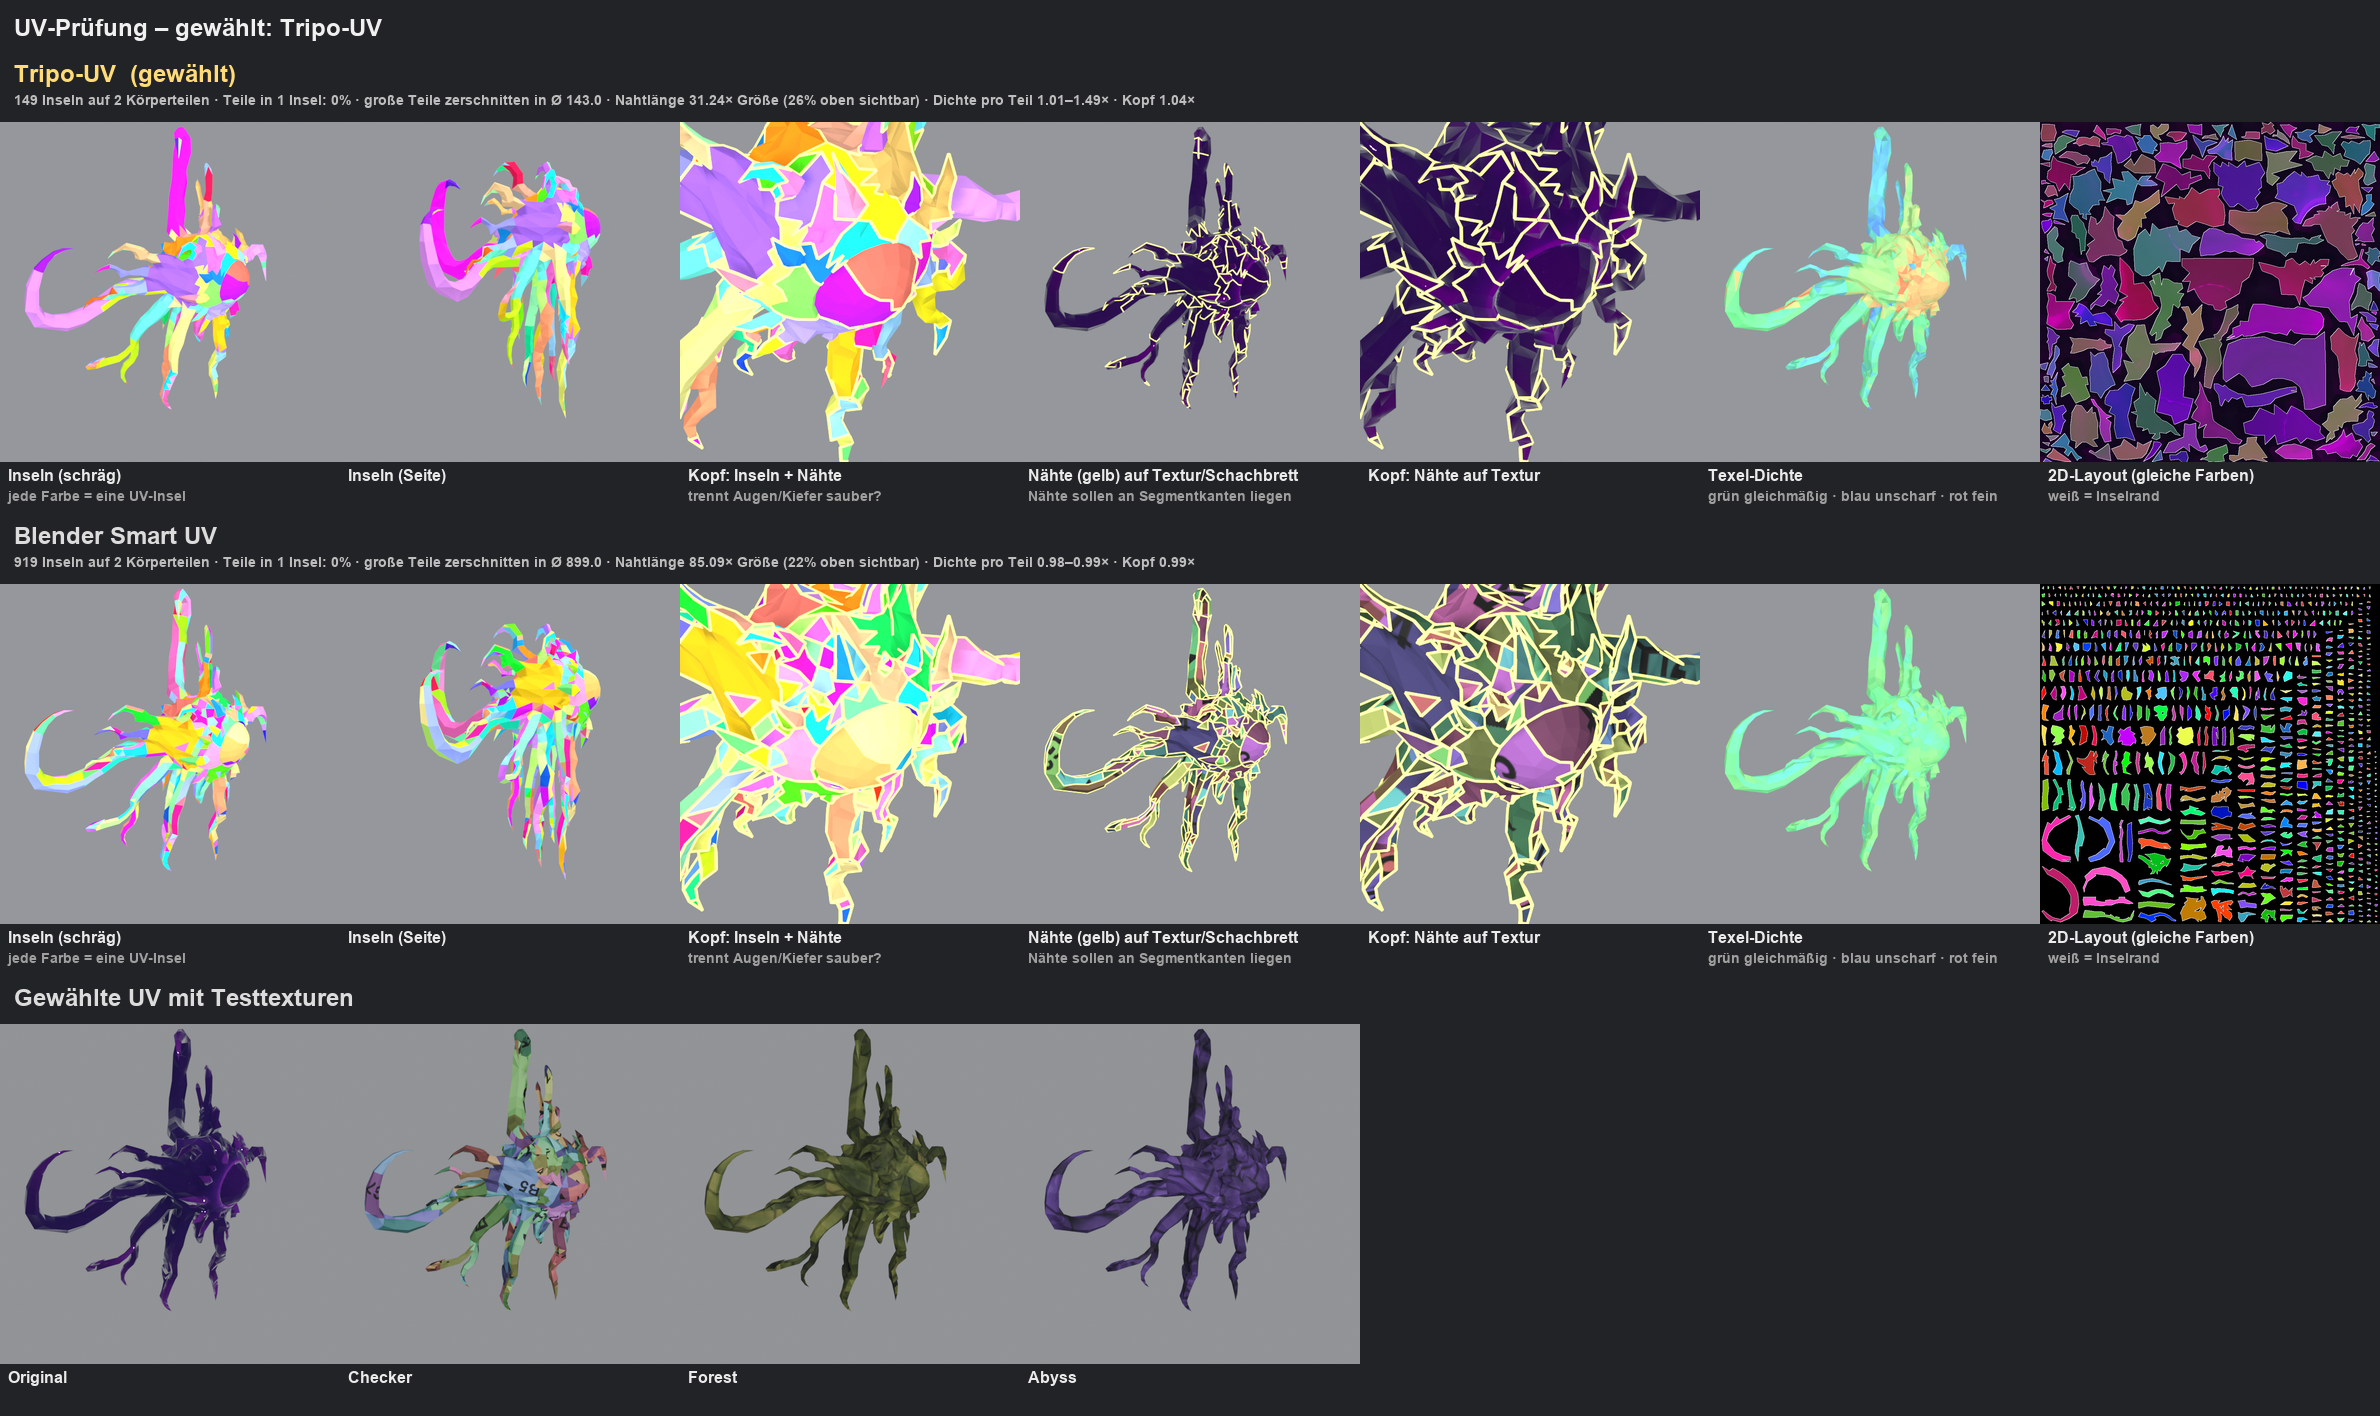 UV-Prüfung – gewählt: Tripo-UV
Tripo-UV (gewählt)
149 Inseln auf 2 Körperteilen · Teile in 1 Insel: 0% · große Teile zerschnitten in Ø 143.0 · Nahtlänge 31.24× Größe (26% oben sichtbar) · Dichte pro Teil 1.01–1.49× · Kopf 1.04×
Inseln (schräg)
jede Farbe = eine UV-Insel
Inseln (Seite)
Kopf: Inseln + Nähte
trennt Augen/Kiefer sauber?
Nähte (gelb) auf Textur/Schachbrett
Nähte sollen an Segmentkanten liegen
Kopf: Nähte auf Textur
Texel-Dichte
grün gleichmäßig · blau unscharf · rot fein
2D-Layout (gleiche Farben)
weiß = Inselrand
Blender Smart UV
919 Inseln auf 2 Körperteilen · Teile in 1 Insel: 0% · große Teile zerschnitten in Ø 899.0 · Nahtlänge 85.09× Größe (22% oben sichtbar) · Dichte pro Teil 0.98–0.99× · Kopf 0.99×
Inseln (schräg)
jede Farbe = eine UV-Insel
Inseln (Seite)
Kopf: Inseln + Nähte
trennt Augen/Kiefer sauber?
Nähte (gelb) auf Textur/Schachbrett
Nähte sollen an Segmentkanten liegen
Kopf: Nähte auf Textur
Texel-Dichte
grün gleichmäßig · blau unscharf · rot fein
2D-Layout (gleiche Farben)
weiß = Inselrand
Gewählte UV mit Testtexturen
B5
Original
Checker
Forest
Abyss